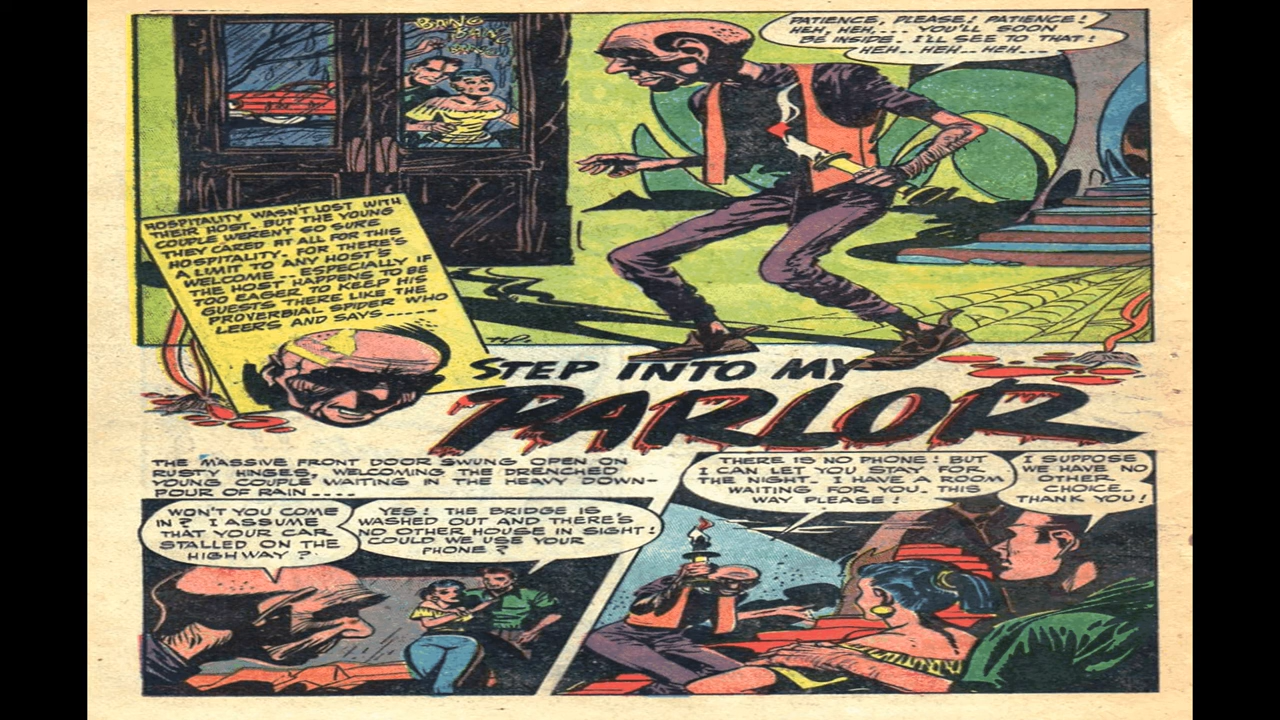 BANG
BAN
BANG
PATIENCE, PLEASE! PATIENCE!
HEH, HEH,... YOU'LL SOON
BE INSIDE. I'LL SEE TO THAT!
HEH.. HEH.. HEH...
HOSPITALITY WASN'T LOST WITH
THEIR HOST. BUT THE YOUNG
COUPLE WEREN'T SO SURE
THEY CARED AT ALL FOR THIS
HOSPITALITY. FOR THERE'S
A LIMIT TO ANY HOST'S
WELCOME -- ESPECIALLY IF
THE HOST HAPPENS TO BE
TOO EAGER TO KEEP HIS
GUESTS THERE LIKE THE
PROVERBIAL SPIDER WHO
LEERS AND SAYS-----
STEP INTO MY
PARLOR
THE MASSIVE FRONT DOOR SWUNG OPEN ON
RUSTY HINGES, WELCOMING THE DRENCHED
YOUNG COUPLE WAITING IN THE HEAVY DOWN-
POUR OF RAIN ----
WON'T YOU COME
IN? I ASSUME
THAT YOUR CAR
STALLED ON THE
HIGHWAY?
YES! THE BRIDGE IS
WASHED OUT AND THERE'S
NO OTHER HOUSE IN SIGHT!
COULD WE USE YOUR
PHONE?
THERE IS NO PHONE! BUT
I CAN LET YOU STAY FOR
THE NIGHT. I HAVE A ROOM
WAITING FOR YOU. THIS
WAY PLEASE!
I SUPPOSE
WE HAVE NO
OTHER
CHOICE.
THANK YOU!